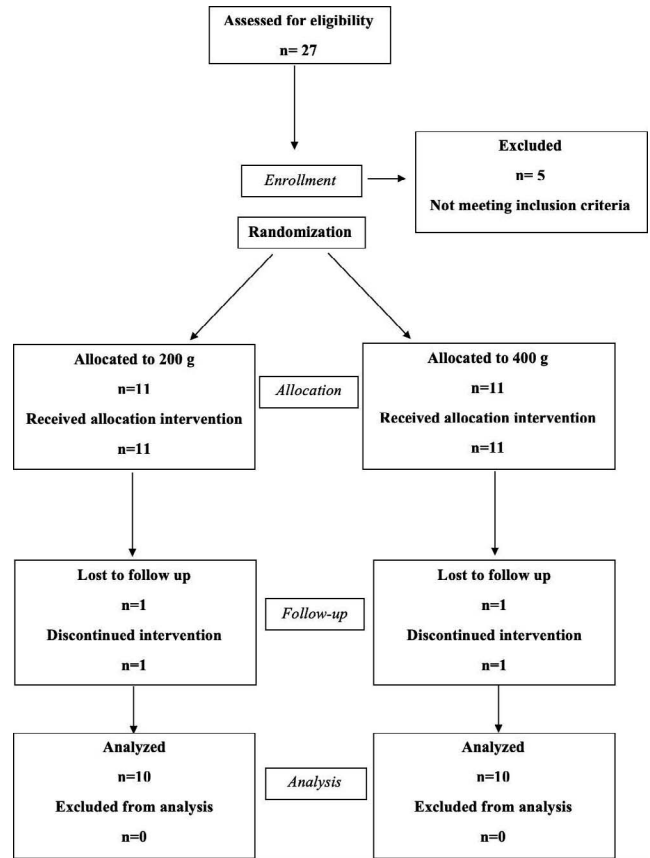 Assessed for eligibility
n= 27
Excluded
n= 5
Not meeting inclusion criteria
Enrollment
Randomization
Allocated to 200 g
n=11
Received allocation intervention
n=11
Allocation
Allocated to 400 g
n=11
Received allocation intervention
n=11
Lost to follow up
n=1
Discontinued intervention
n=1
Follow-up
Lost to follow up
n=1
Discontinued intervention
n=1
Analyzed
n=10
Excluded from analysis
n=0
Analysis
Analyzed
n=10
Excluded from analysis
n=0